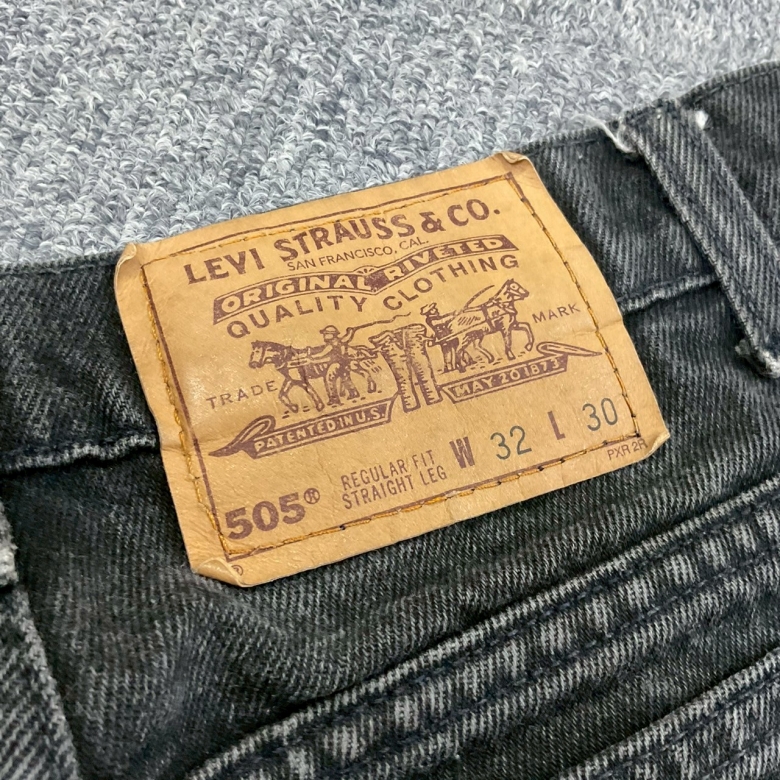 LEVI STRAUSS & CO.
SAN FRANCISCO, CAL.
ORIGINAL RIVETED
QUALITY CLOTHING
TRADE MARK
PATENTED IN U.S. MAY 20 1873
505® REGULAR FIT STRAIGHT LEG W 32 L 30
PXR 2R
®